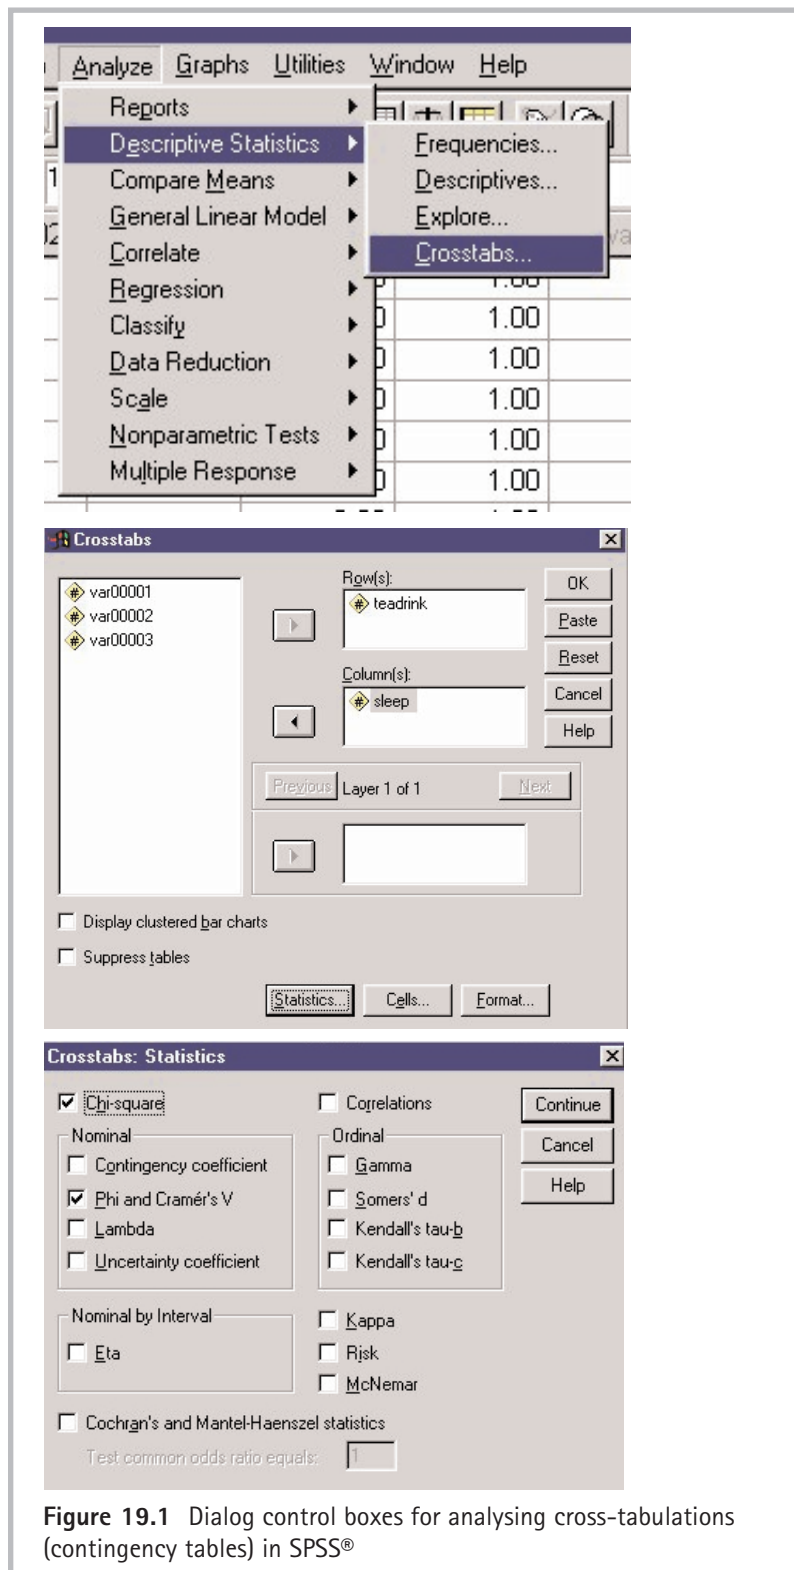 Analyze Graphs Utilities Window Help
Reports
Descriptive Statistics
Compare Means
General Linear Model
Correlate
Regression
Classify
Data Reduction
Scale
Nonparametric Tests
Multiple Response
Frequencies...
Descriptives...
Explore...
Crosstabs...
1.00
1.00
1.00
1.00
1.00
1.00
Crosstabs
var00001
var00002
var00003
Row(s):
teadrink
Column(s):
sleep
OK
Paste
Reset
Cancel
Help
Previous Layer 1 of 1 Next
Display clustered bar charts
Suppress tables
Statistics... Cells... Format...
Crosstabs: Statistics
Chi-square
Correlations
Continue
Cancel
Help
Nominal
Contingency coefficient
Phi and Cramér's V
Lambda
Uncertainty coefficient
Ordinal
Gamma
Somers' d
Kendall's tau-b
Kendall's tau-c
Nominal by Interval
Eta
Kappa
Risk
McNemar
Cochran's and Mantel-Haenszel statistics
Test common odds ratio equals: 1
Figure 19.1 Dialog control boxes for analysing cross-tabulations
(contingency tables) in SPSS®